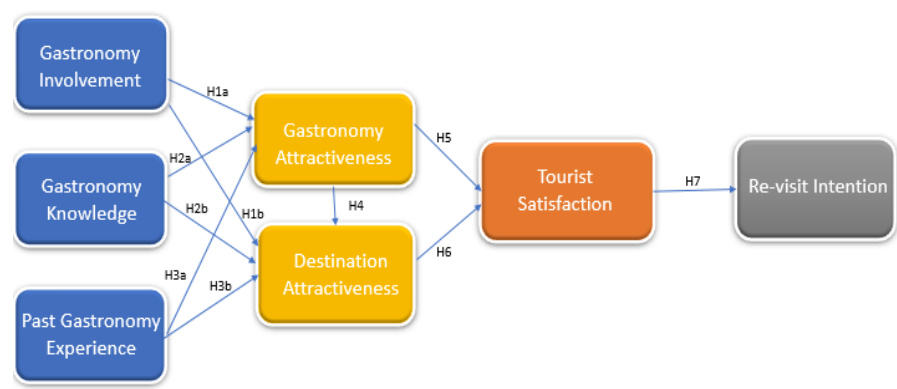 Gastronomy
Involvement
H1a
Gastronomy
Attractiveness
H5
H2a
Tourist
Satisfaction
H7
Re-visit Intention
Gastronomy
Knowledge
H2b
H1b
H4
H6
Destination
Attractiveness
H3a
H3b
Past Gastronomy
Experience